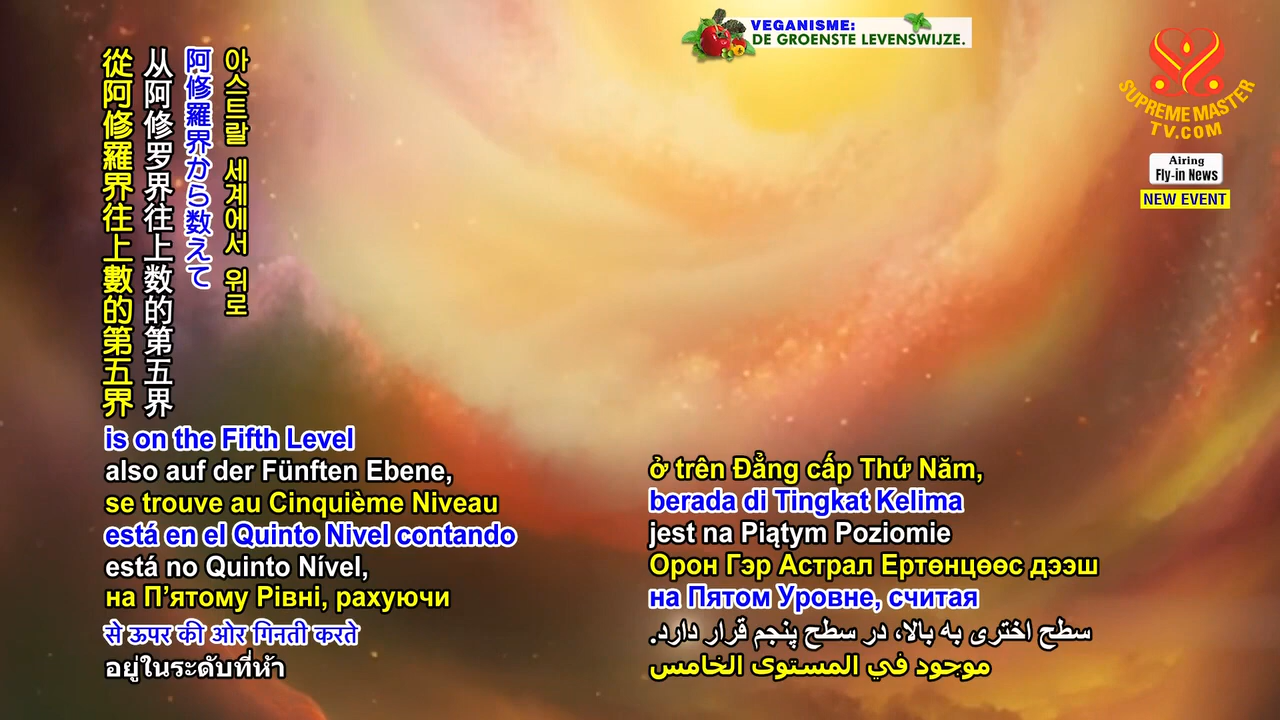 VEGANISME:
DE GROENSTE LEVENSWIJZE.
SUPREME MASTER
TV.COM
Airing
Fly-in News
NEW EVENT
아스트랄 세계에서 위로
阿修羅界から数えて
从阿修罗界往上数的第五界
從阿修羅界往上數的第五界
is on the Fifth Level
also auf der Fünften Ebene,
se trouve au Cinquième Niveau
está en el Quinto Nivel contando
está no Quinto Nível,
на П’ятому Рівні, рахуючи
से ऊपर की ओर गिनती करते
อยู่ในระดับที่ห้า
ở trên Đẳng cấp Thứ Năm,
berada di Tingkat Kelima
jest na Piątym Poziomie
Орон Гэр Астрал Ертөнцөөс дээш
на Пятом Уровне, считая
سطح اختری به بالا، در سطح پنجم قرار دارد.
موجود في المستوى الخامس